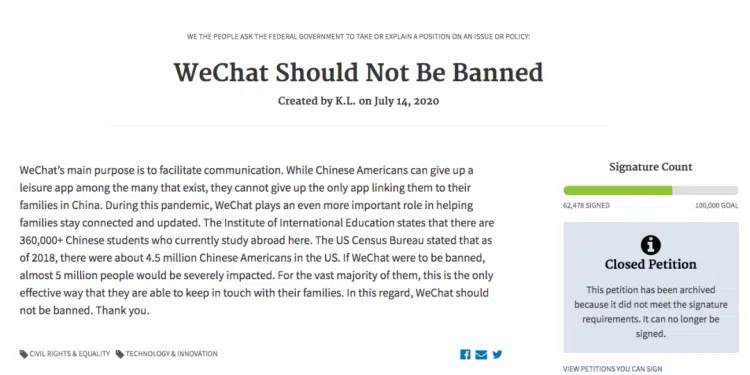 WE THE PEOPLE ASK THE FEDERAL GOVERNMENT TO TAKE OR EXPLAIN A POSITION ON AN ISSUE OR POLICY:
WeChat Should Not Be Banned
Created by K.L. on July 14, 2020
WeChat's main purpose is to facilitate communication. While Chinese Americans can give up a
leisure app among the many that exist, they cannot give up the only app linking them to their
families in China. During this pandemic, WeChat plays an even more important role in helping
families stay connected and updated. The Institute of International Education states that there are
360,000+ Chinese students who currently study abroad here. The US Census Bureau stated that as
of 2018, there were about 4.5 million Chinese Americans in the US. If WeChat were to be banned,
almost 5 million people would be severely impacted. For the vast majority of them, this is the only
effective way that they are able to keep in touch with their families. In this regard, WeChat should
not be banned. Thank you.
CIVIL RIGHTS & EQUALITY TECHNOLOGY & INNOVATION
Signature Count
62,478 SIGNED 100,000 GOAL
Closed Petition
This petition has been archived
because it did not meet the signature
requirements. It can no longer be
signed.
VIEW PETITIONS YOU CAN SIGN